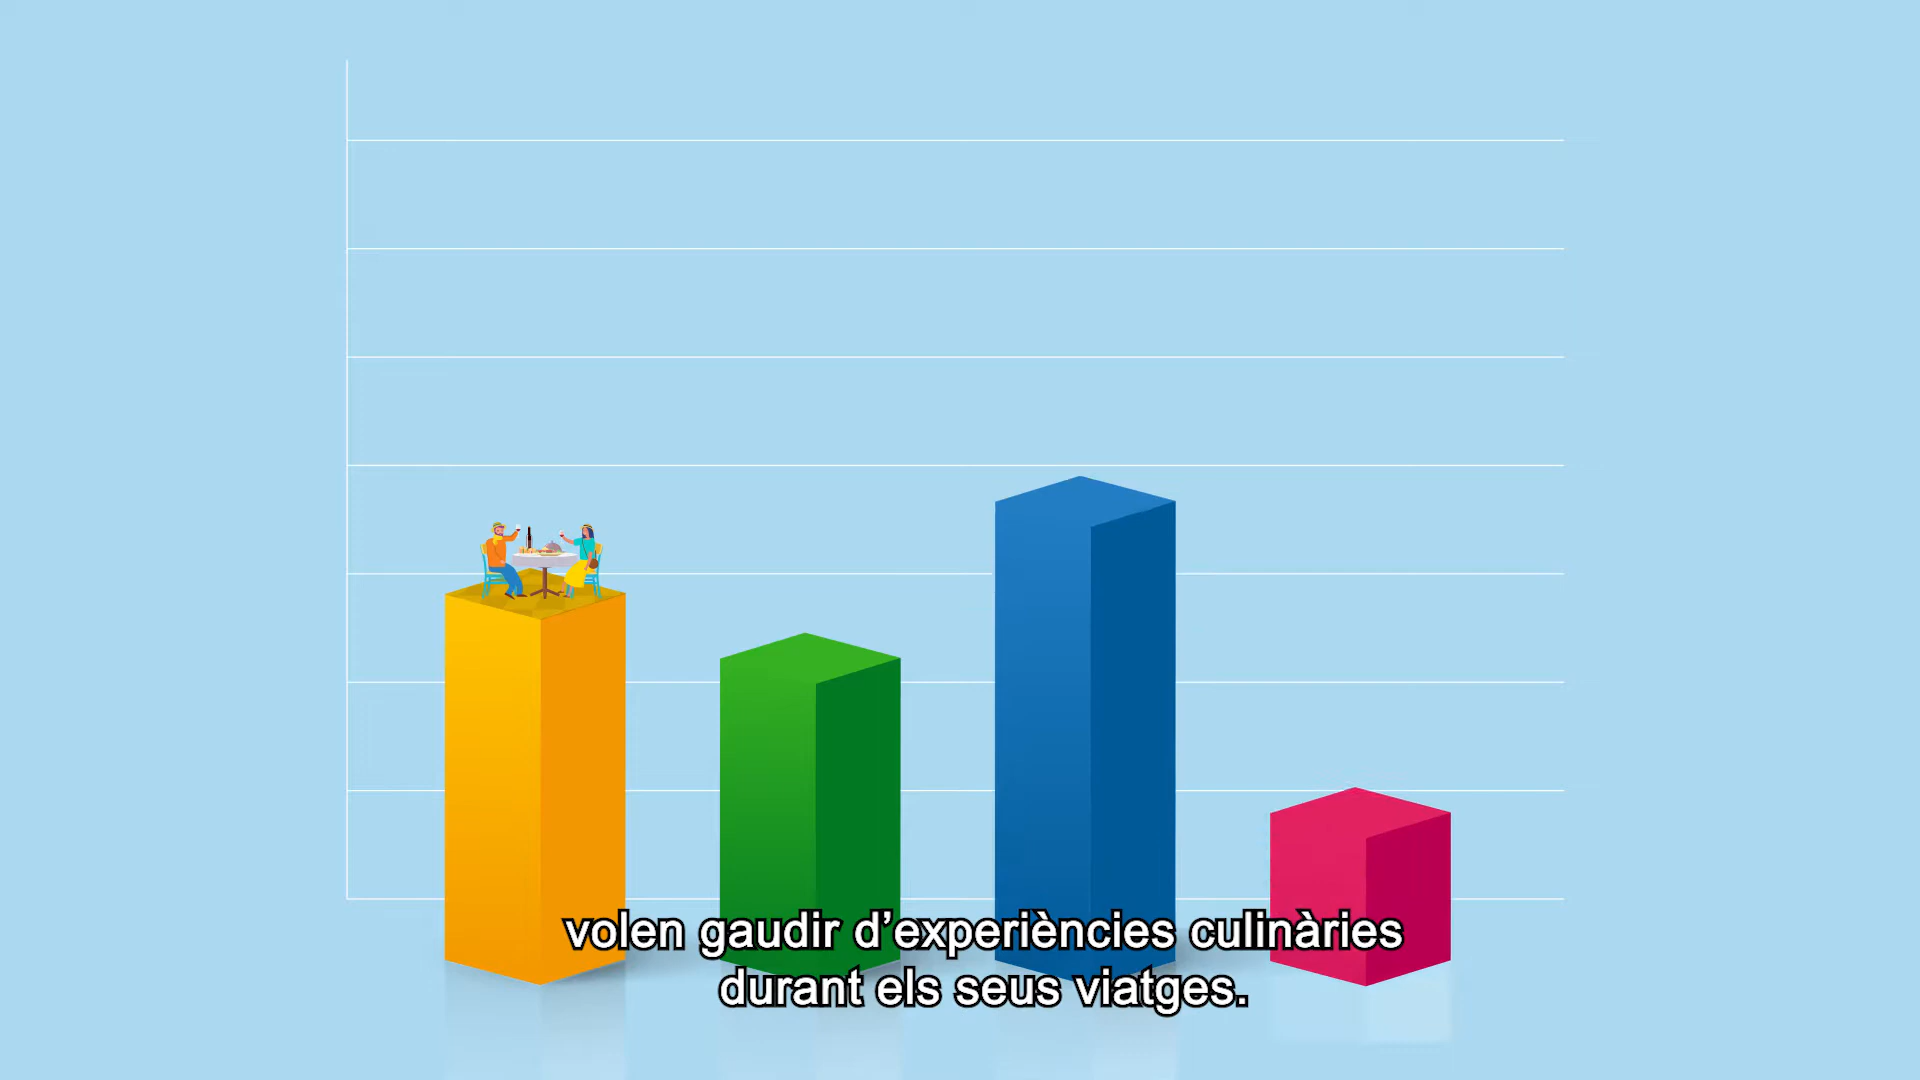 volen gaudir d’experiències culinàries
durant els seus viatges.